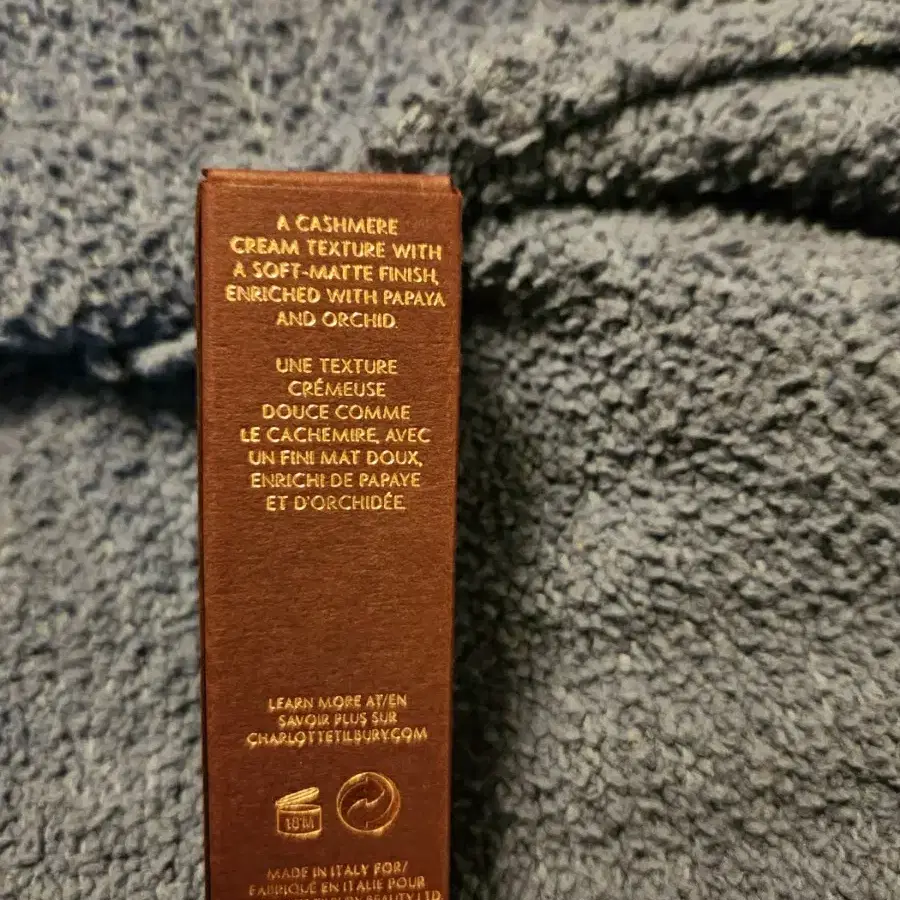 A CASHMERE
CREAM TEXTURE WITH
A SOFT-MATTE FINISH,
ENRICHED WITH PAPAYA
AND ORCHID.
UNE TEXTURE
CRÉMEUSE
DOUCE COMME
LE CACHEMIRE, AVEC
UN FINI MAT DOUX,
ENRICHI DE PAPAYE
ET D'ORCHIDÉE.
LEARN MORE AT/EN
SAVOIR PLUS SUR
CHARLOTTETILBURY.COM
MADE IN ITALY FOR/
FABRIQUÉ EN ITALIE POUR
BEAUTY LTD